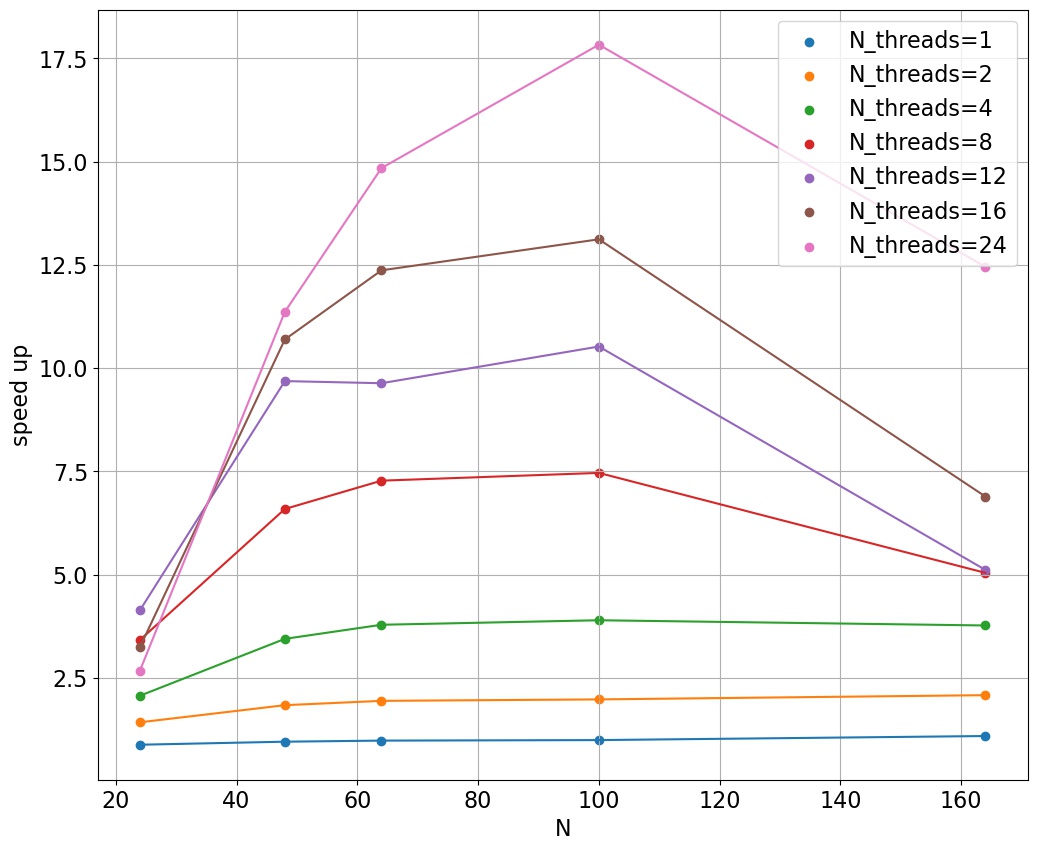 17.5
15.0
12.5
10.0
7.5
5.0
2.5
speed up
20 40 60 80 100 120 140 160
N
N_threads=1
N_threads=2
N_threads=4
N_threads=8
N_threads=12
N_threads=16
N_threads=24